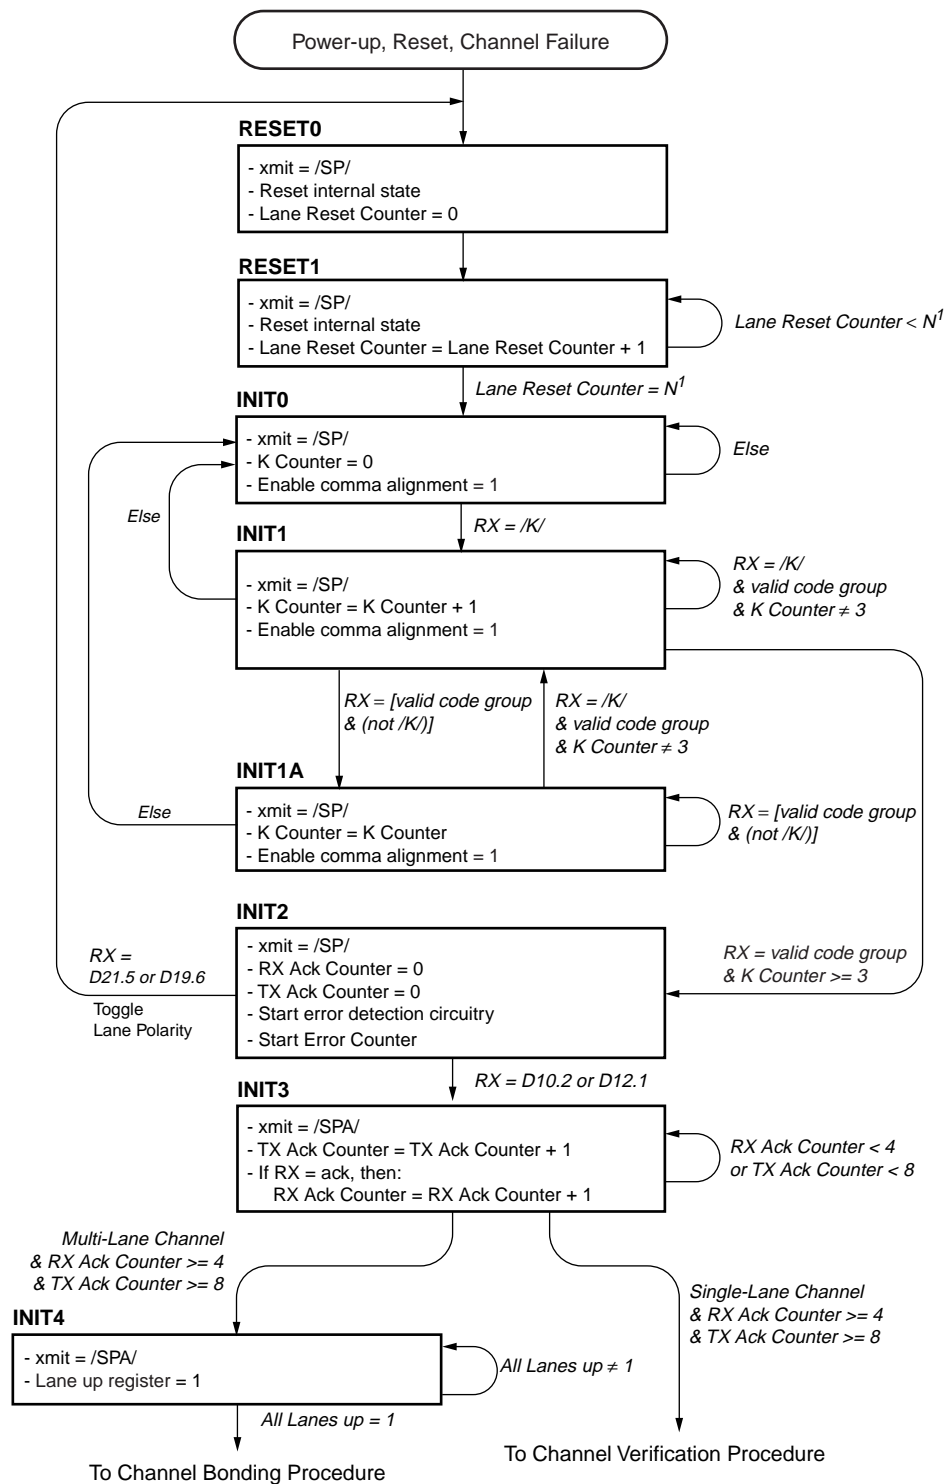 Power-up, Reset, Channel Failure
RESET0
- xmit = /SP/
- Reset internal state
- Lane Reset Counter = 0
RESET1
- xmit = /SP/
- Reset internal state
- Lane Reset Counter = Lane Reset Counter + 1
Lane Reset Counter < N¹
Lane Reset Counter = N¹
INIT0
- xmit = /SP/
- K Counter = 0
- Enable comma alignment = 1
Else
Else
RX = /K/
INIT1
- xmit = /SP/
- K Counter = K Counter + 1
- Enable comma alignment = 1
RX = /K/
& valid code group
& K Counter ≠ 3
RX = [valid code group
& (not /K/)]
RX = /K/
& valid code group
& K Counter ≠ 3
INIT1A
- xmit = /SP/
- K Counter = K Counter
- Enable comma alignment = 1
Else
RX = [valid code group
& (not /K/)]
INIT2
- xmit = /SP/
- RX Ack Counter = 0
- TX Ack Counter = 0
- Start error detection circuitry
- Start Error Counter
RX =
D21.5 or D19.6
Toggle
Lane Polarity
RX = valid code group
& K Counter >= 3
RX = D10.2 or D12.1
INIT3
- xmit = /SPA/
- TX Ack Counter = TX Ack Counter + 1
- If RX = ack, then:
RX Ack Counter = RX Ack Counter + 1
RX Ack Counter < 4
or TX Ack Counter < 8
Multi-Lane Channel
& RX Ack Counter >= 4
& TX Ack Counter >= 8
Single-Lane Channel
& RX Ack Counter >= 4
& TX Ack Counter >= 8
INIT4
- xmit = /SPA/
- Lane up register = 1
All Lanes up ≠ 1
All Lanes up = 1
To Channel Verification Procedure
To Channel Bonding Procedure